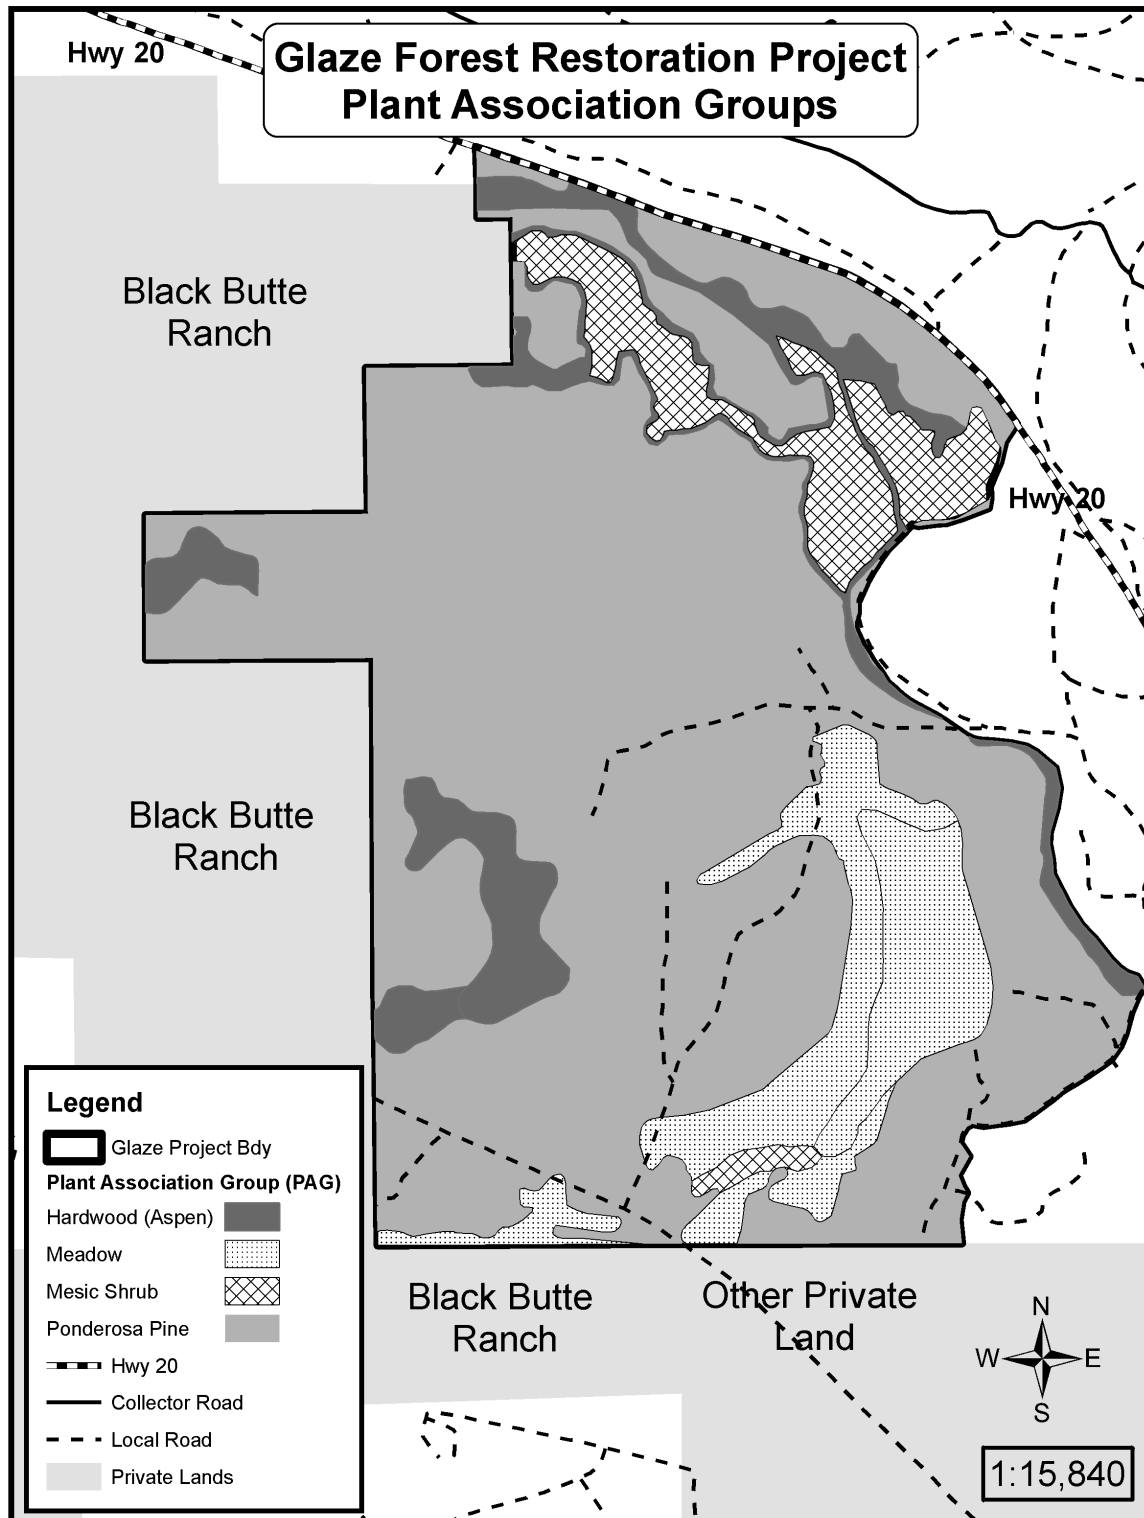 Hwy 20
Glaze Forest Restoration Project
Plant Association Groups
Black Butte
Ranch
Hwy 20
Black Butte
Ranch
Legend
Glaze Project Bdy
Plant Association Group (PAG)
Hardwood (Aspen)
Meadow
Mesic Shrub
Ponderosa Pine
Hwy 20
Collector Road
Local Road
Private Lands
Black Butte
Ranch
Other Private
Land
N
W E
S
1:15,840